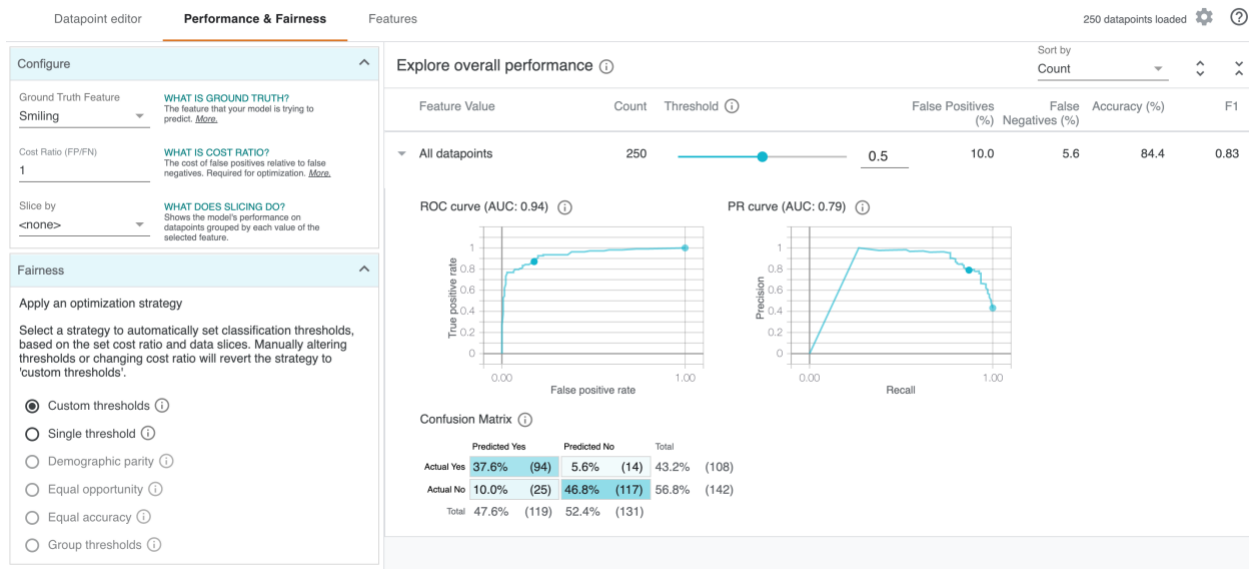 Datapoint editor
Performance & Fairness
Features
250 datapoints loaded
Configure
Ground Truth Feature
Smiling
WHAT IS GROUND TRUTH?
The feature that your model is trying to
predict. More.
Cost Ratio (FP/FN)
1
WHAT IS COST RATIO?
The cost of false positives relative to false
negatives. Required for optimization. More.
Slice by
<none>
WHAT DOES SLICING DO?
Shows the model's performance on
datapoints grouped by each value of the
selected feature.
Fairness
Apply an optimization strategy
Select a strategy to automatically set classification thresholds,
based on the set cost ratio and data slices. Manually altering
thresholds or changing cost ratio will revert the strategy to
'custom thresholds'.
Custom thresholds
Single threshold
Demographic parity
Equal opportunity
Equal accuracy
Group thresholds
Explore overall performance
Sort by
Count
Feature Value Count Threshold False Positives (%) False Negatives (%) Accuracy (%) F1
All datapoints 250 0.5 10.0 5.6 84.4 0.83
ROC curve (AUC: 0.94)
True positive rate
1
0.8
0.6
0.4
0.2
0
0.00 1.00
False positive rate
PR curve (AUC: 0.79)
Precision
1
0.8
0.6
0.4
0.2
0
0.00 1.00
Recall
Confusion Matrix
Predicted Yes Predicted No Total
Actual Yes 37.6% (94) 5.6% (14) 43.2% (108)
Actual No 10.0% (25) 46.8% (117) 56.8% (142)
Total 47.6% (119) 52.4% (131)